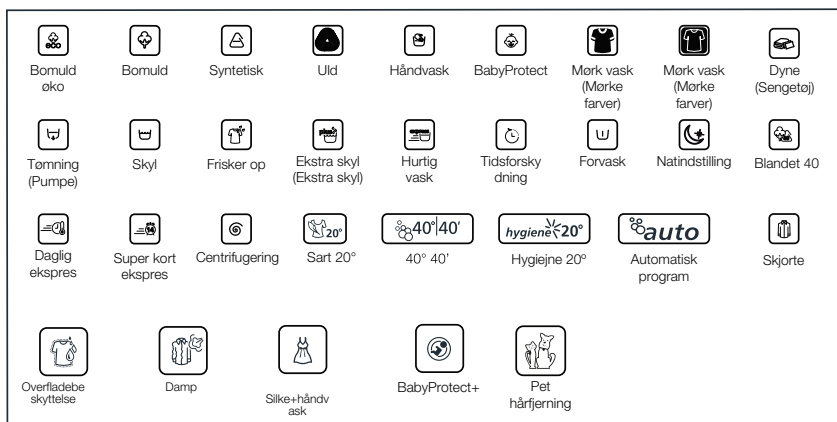 eco
Bomuld
øko
Bomuld
Syntetisk
Uld
Håndvask
BabyProtect
Mørk vask
(Mørke
farver)
Mørk vask
(Mørke
farver)
Dyne
(Sengetøj)
Tømning
(Pumpe)
Skyl
Frisker op
Ekstra skyl
(Ekstra skyl)
express
Hurtig
vask
Tidsforsky
dning
Forvask
Natindstilling
Blandet 40
Daglig
ekspres
14
Super kort
ekspres
Centrifugering
20°
Sart 20°
40° 40'
40° 40'
hygiene 20°
Hygiejne 20°
auto
Automatisk
program
Skjorte
Overfladebe
skyttelse
Damp
Silke+håndv
ask
BabyProtect+
Pet
hårfjerning